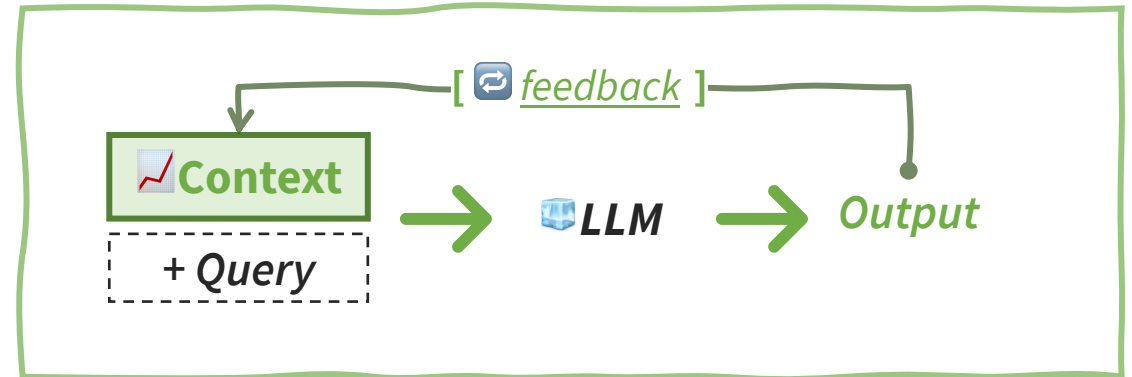 [ 🔁 feedback ]
📈Context
+ Query
🧊LLM
Output